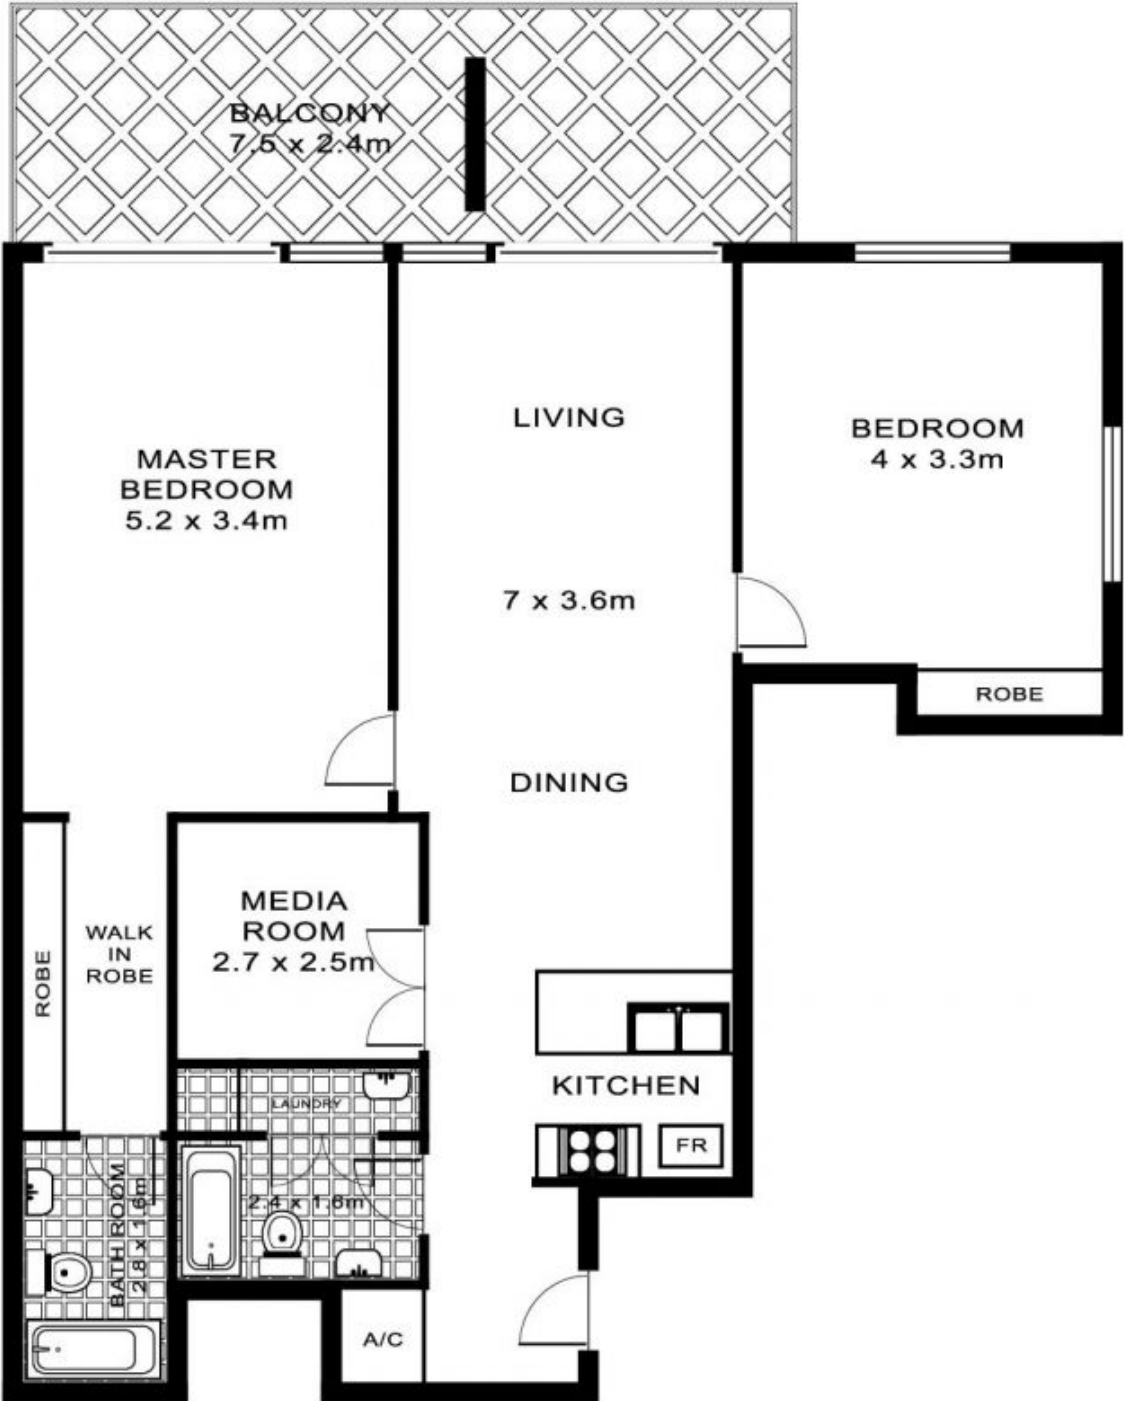 BALCONY
7.5 x 2.4m
LIVING
BEDROOM
4 x 3.3m
MASTER
BEDROOM
5.2 x 3.4m
7 x 3.6m
ROBE
DINING
MEDIA
ROOM
2.7 x 2.5m
WALK
IN
ROBE
ROBE
KITCHEN
LAUNDRY
FR
2.4 x 1.6m
BATH ROOM
2.8 x 1.6m
A/C